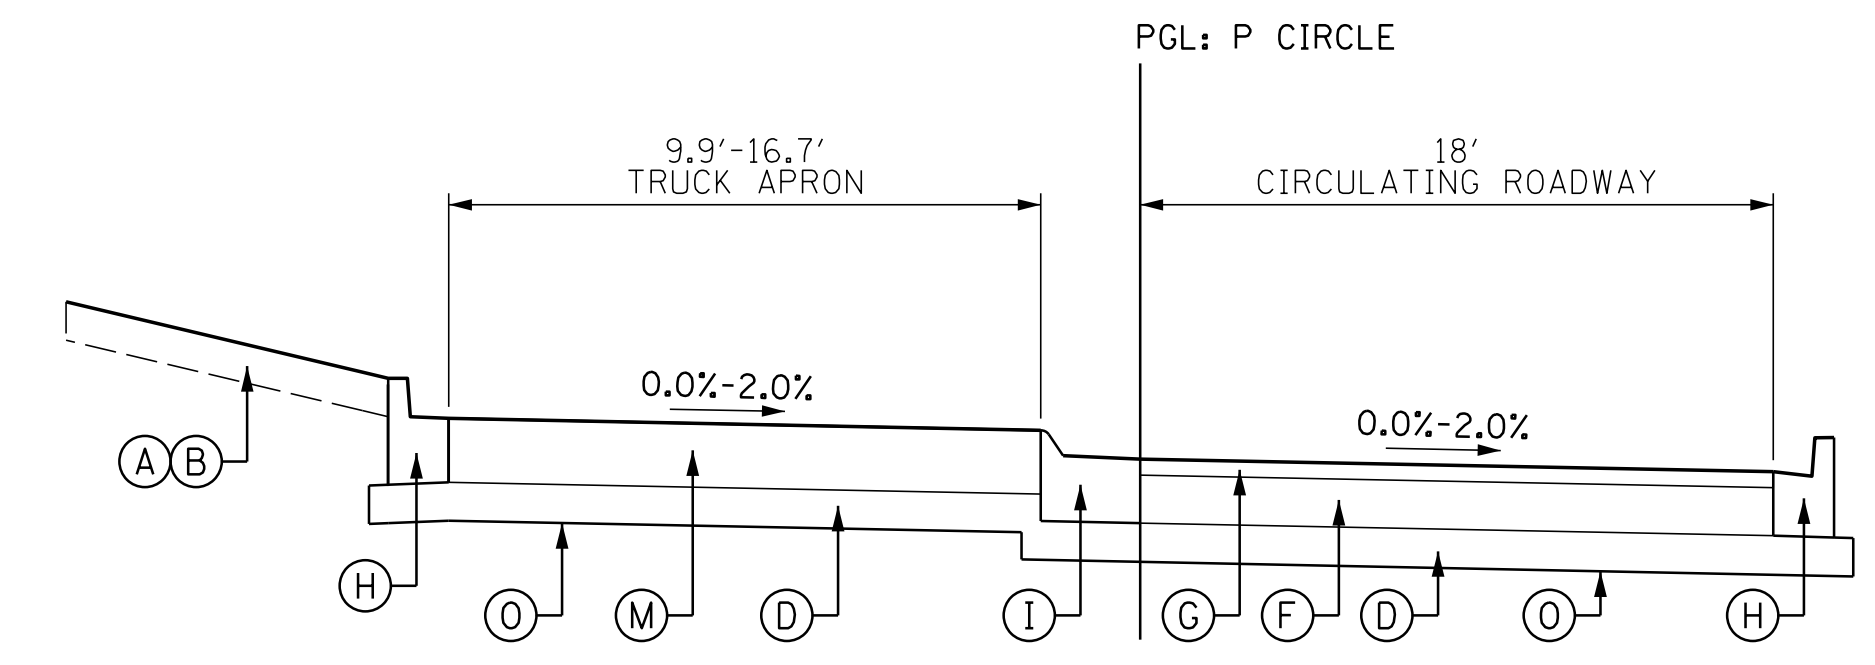 PGL: P CIRCLE
9.9'-16.7'
TRUCK APRON
18'
CIRCULATING ROADWAY
0.0%-2.0%
0.0%-2.0%
A B
H
O
M
D
I
G
F
D
O
H